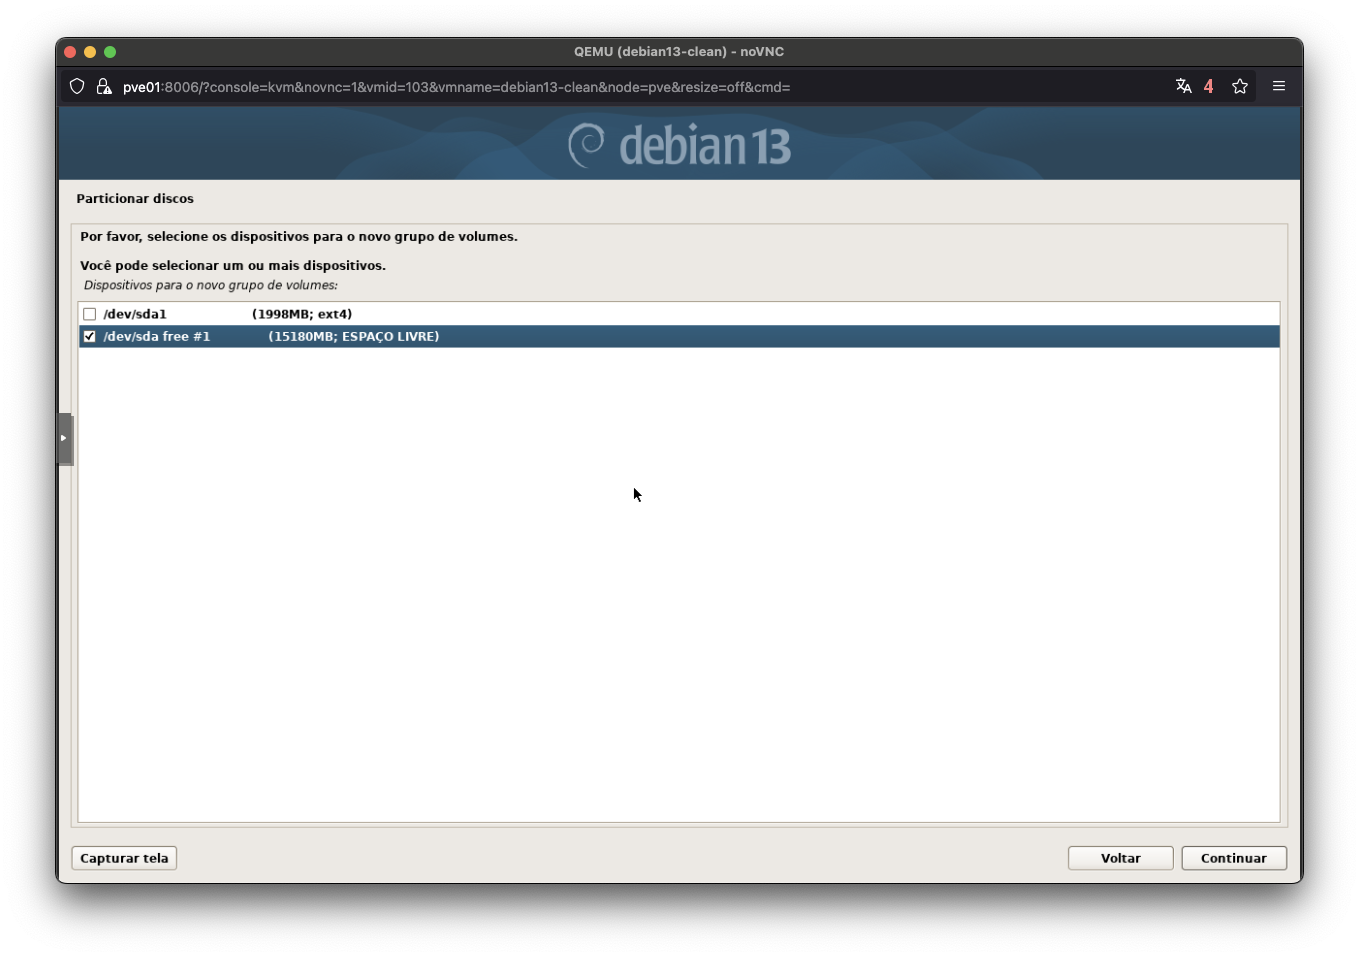 QEMU (debian13-clean) - noVNC
pve01:8006/?console=kvm&novnc=1&vmid=103&vmname=debian13-clean&node=pve&resize=off&cmd=
4
debian 13
Particionar discos
Por favor, selecione os dispositivos para o novo grupo de volumes.
Você pode selecionar um ou mais dispositivos.
Dispositivos para o novo grupo de volumes:
/dev/sda1 (1998MB; ext4)
/dev/sda free #1 (15180MB; ESPAÇO LIVRE)
Capturar tela
Voltar
Continuar